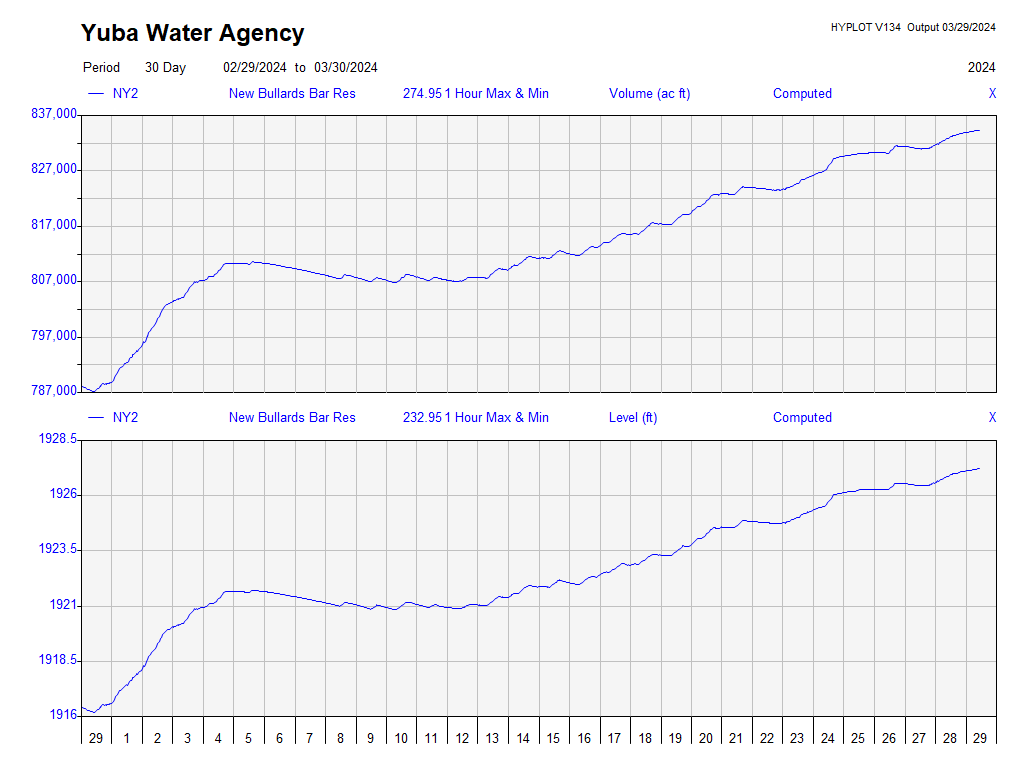 Yuba Water Agency
HYPLOT V134 Output 03/29/2024
Period 30 Day 02/29/2024 to 03/30/2024 2024
NY2 New Bullards Bar Res 274.95 1 Hour Max & Min Volume (ac ft) Computed X
837,000
827,000
817,000
807,000
797,000
787,000
NY2 New Bullards Bar Res 232.95 1 Hour Max & Min Level (ft) Computed X
1928.5
1926
1923.5
1921
1918.5
1916
29 1 2 3 4 5 6 7 8 9 10 11 12 13 14 15 16 17 18 19 20 21 22 23 24 25 26 27 28 29